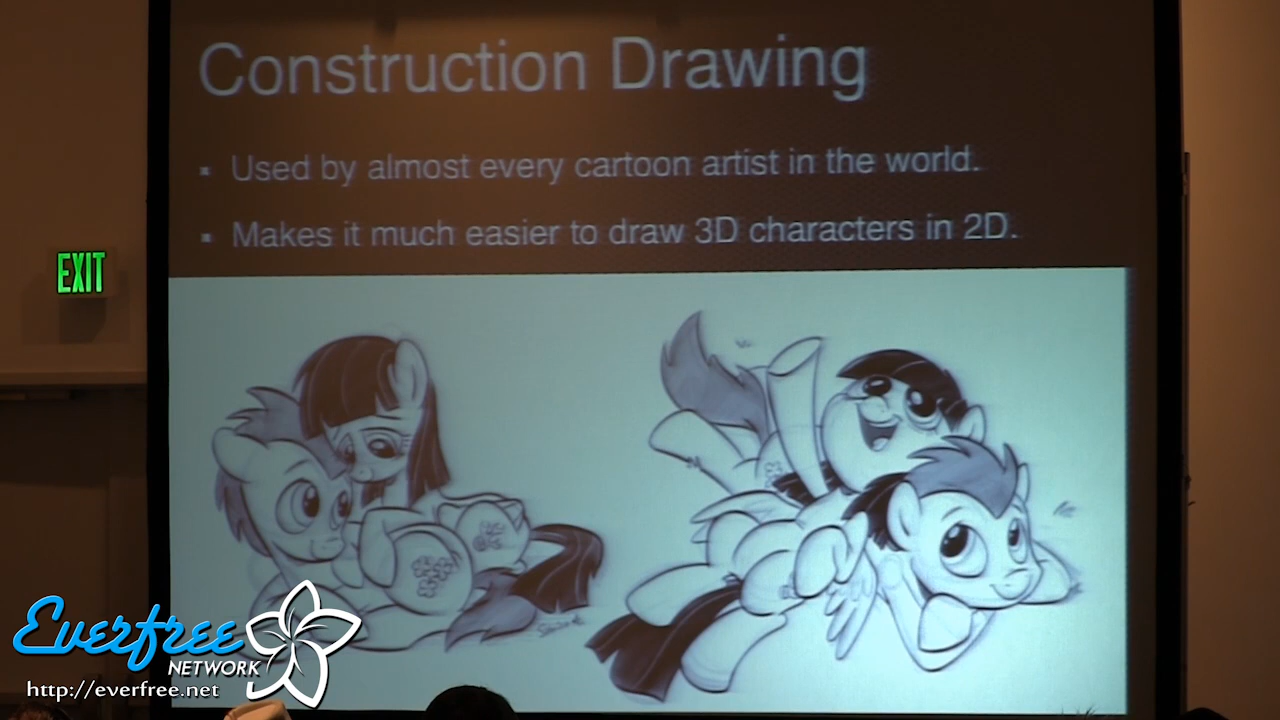 Construction Drawing
Used by almost every cartoon artist in the world.
Makes it much easier to draw 3D characters in 2D.
EXIT
Everfree
NETWORK
http://everfree.net